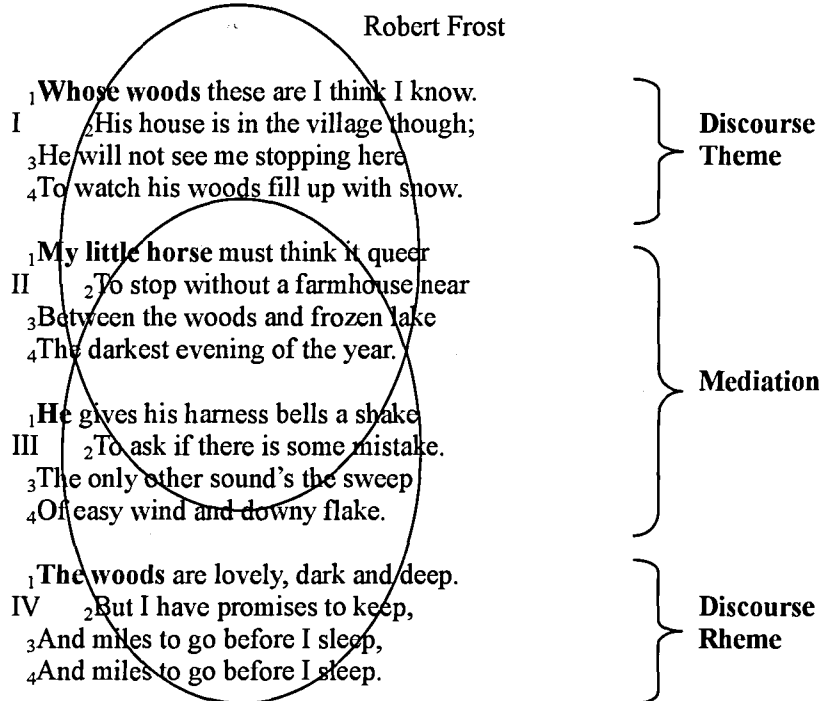 Robert Frost
1Whose woods these are I think I know.
I 2His house is in the village though;
3He will not see me stopping here
4To watch his woods fill up with snow.
Discourse
Theme
1My little horse must think it queer
II 2To stop without a farmhouse near
3Between the woods and frozen lake
4The darkest evening of the year.
Mediation
1He gives his harness bells a shake
III 2To ask if there is some mistake.
3The only other sound's the sweep
4Of easy wind and downy flake.
1The woods are lovely, dark and deep.
IV 2But I have promises to keep,
3And miles to go before I sleep,
4And miles to go before I sleep.
Discourse
Rheme